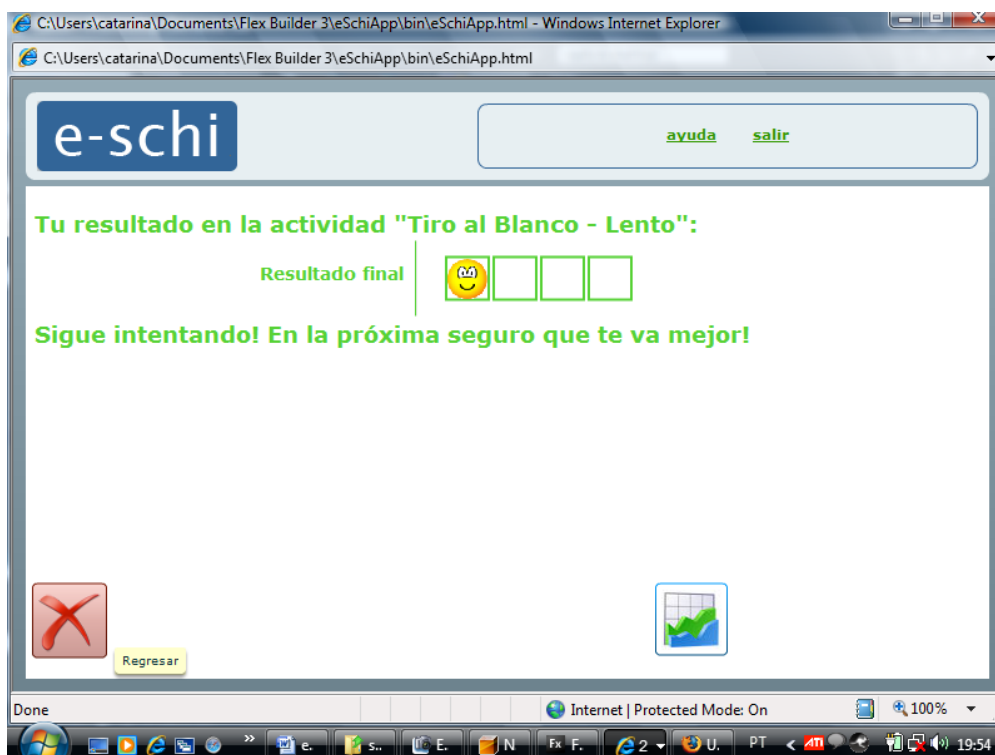 C:\Users\catarina\Documents\Flex Builder 3\eSchiApp\bin\eSchiApp.html - Windows Internet Explorer
C:\Users\catarina\Documents\Flex Builder 3\eSchiApp\bin\eSchiApp.html
e-schi
ayuda salir
Tu resultado en la actividad "Tiro al Blanco - Lento":
Resultado final
Sigue intentando! En la próxima seguro que te va mejor!
Regresar
Done Internet | Protected Mode: On 100%
» e. s.. E. N Fx F. 2 U. PT < ATI 19:54